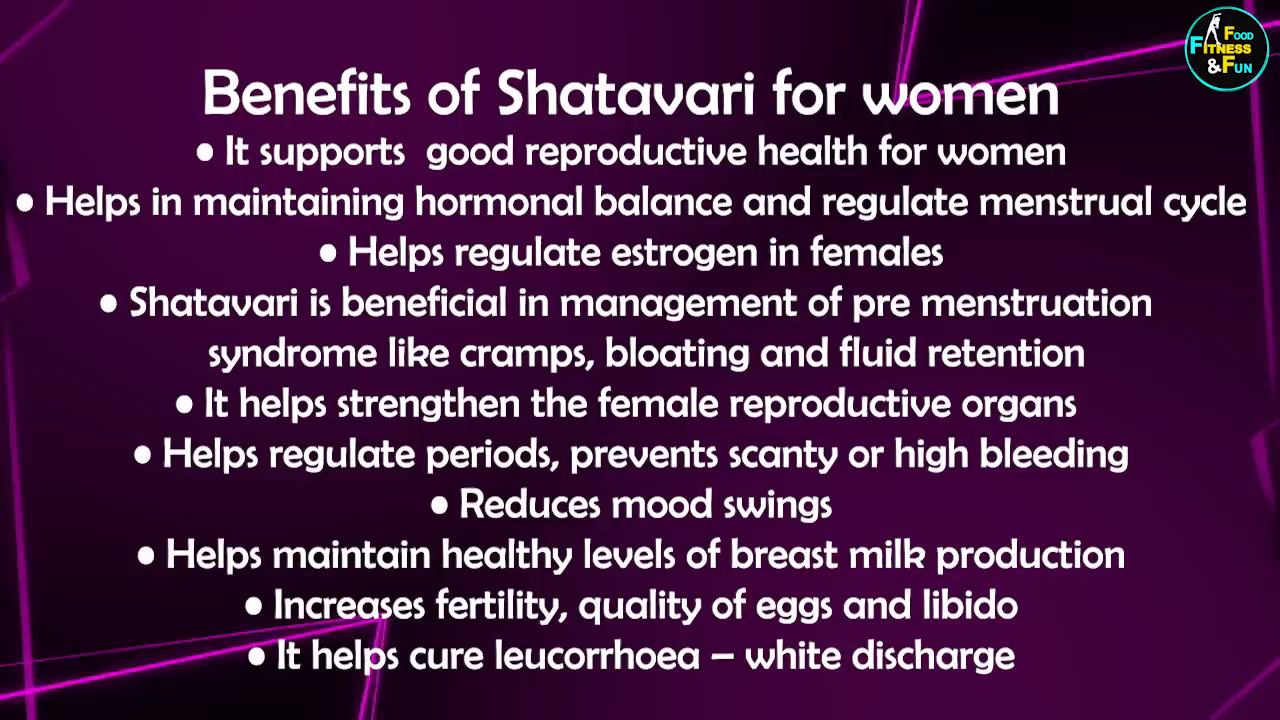 Food
Fitness
&Fun
Benefits of Shatavari for women
• It supports  good reproductive health for women
• Helps in maintaining hormonal balance and regulate menstrual cycle
• Helps regulate estrogen in females
• Shatavari is beneficial in management of pre menstruation
syndrome like cramps, bloating and fluid retention
• It helps strengthen the female reproductive organs
• Helps regulate periods, prevents scanty or high bleeding
• Reduces mood swings
• Helps maintain healthy levels of breast milk production
• Increases fertility, quality of eggs and libido
• It helps cure leucorrhoea – white discharge